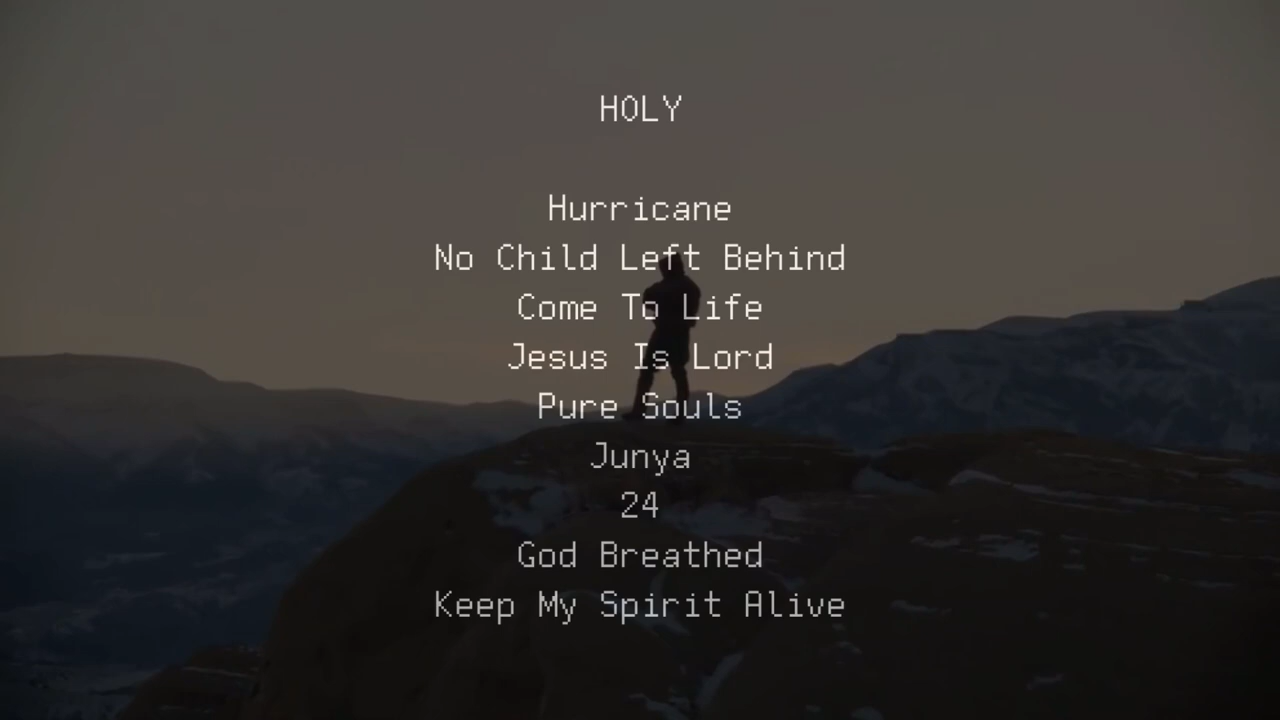 HOLY
Hurricane
No Child Left Behind
Come To Life
Jesus Is Lord
Pure Souls
Junya
24
God Breathed
Keep My Spirit Alive